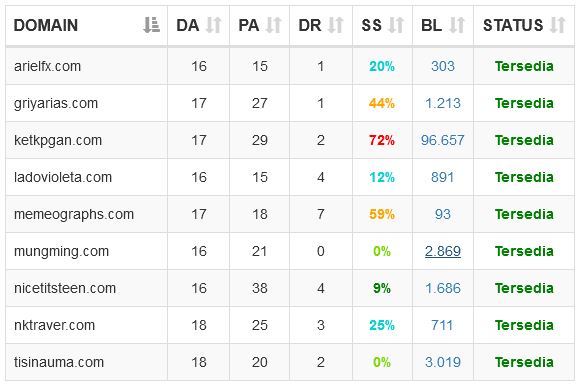 DOMAIN DA PA DR SS BL STATUS
arielfx.com 16 15 1 20% 303 Tersedia
griyarias.com 17 27 1 44% 1.213 Tersedia
ketkpgan.com 17 29 2 72% 96.657 Tersedia
ladovioleta.com 16 15 4 12% 891 Tersedia
memeographs.com 17 18 7 59% 93 Tersedia
mungming.com 16 21 0 0% 2.869 Tersedia
nicetitsteen.com 16 38 4 9% 1.686 Tersedia
nktraver.com 18 25 3 25% 711 Tersedia
tisinauma.com 18 20 2 0% 3.019 Tersedia